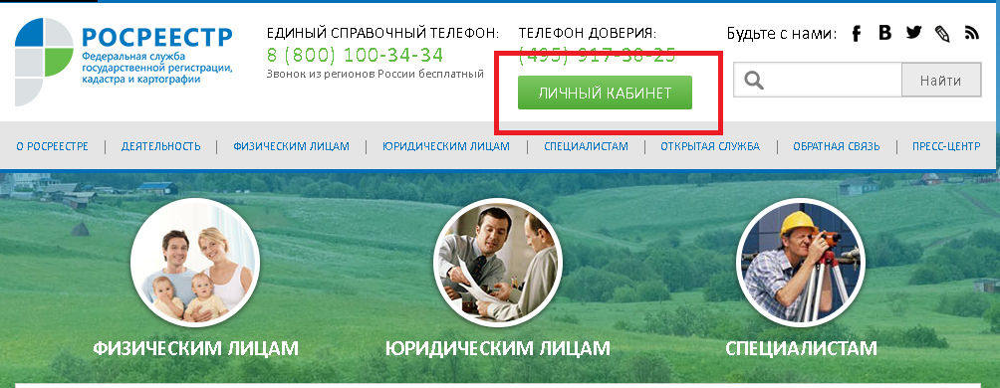 РОСРЕЕСТР
Федеральная служба
государственной регистрации,
кадастра и картографии
ЕДИНЫЙ СПРАВОЧНЫЙ ТЕЛЕФОН:
8 (800) 100-34-34
Звонок из регионов России бесплатный
ТЕЛЕФОН ДОВЕРИЯ:
(495) 917-38-25
ЛИЧНЫЙ КАБИНЕТ
Будьте с нами:
Найти
О РОСРЕЕСТРЕ
ДЕЯТЕЛЬНОСТЬ
ФИЗИЧЕСКИМ ЛИЦАМ
ЮРИДИЧЕСКИМ ЛИЦАМ
СПЕЦИАЛИСТАМ
ОТКРЫТАЯ СЛУЖБА
ОБРАТНАЯ СВЯЗЬ
ПРЕСС-ЦЕНТР
ФИЗИЧЕСКИМ ЛИЦАМ
ЮРИДИЧЕСКИМ ЛИЦАМ
СПЕЦИАЛИСТАМ